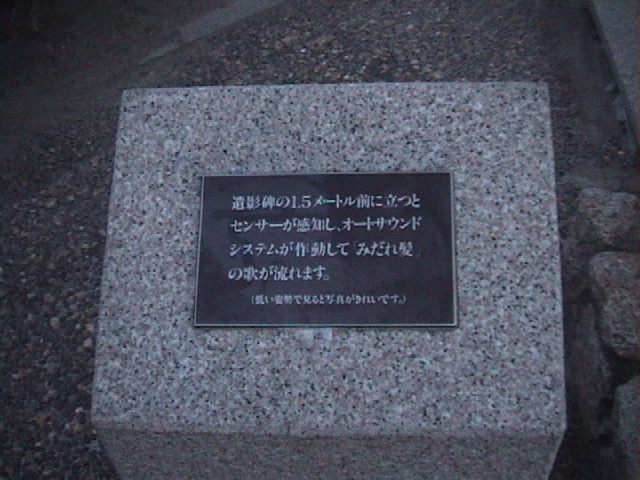 遺影碑の1.5メートル前に立つと
センサーが感知し、オートサウンド
システムが作動して「みだれ髪」
の歌が流れます。
(低い姿勢で見ると写真がきれいです。)